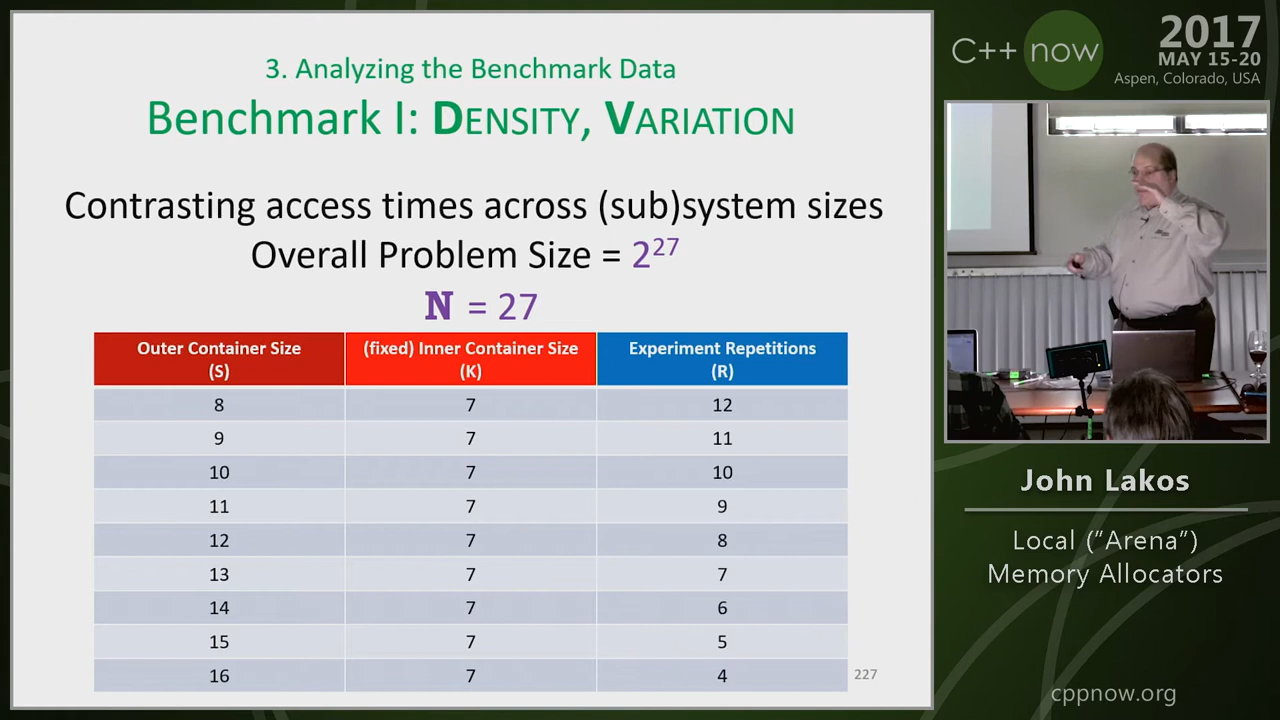 3. Analyzing the Benchmark Data
Benchmark I: DENSITY, VARIATION
Contrasting access times across (sub)system sizes
Overall Problem Size = 2²⁷
N = 27
Outer Container Size (S) (fixed) Inner Container Size (K) Experiment Repetitions (R)
8 7 12
9 7 11
10 7 10
11 7 9
12 7 8
13 7 7
14 7 6
15 7 5
16 7 4
227
C++ now
2017
MAY 15-20
Aspen, Colorado, USA
John Lakos
Local (“Arena”)
Memory Allocators
cppnow.org